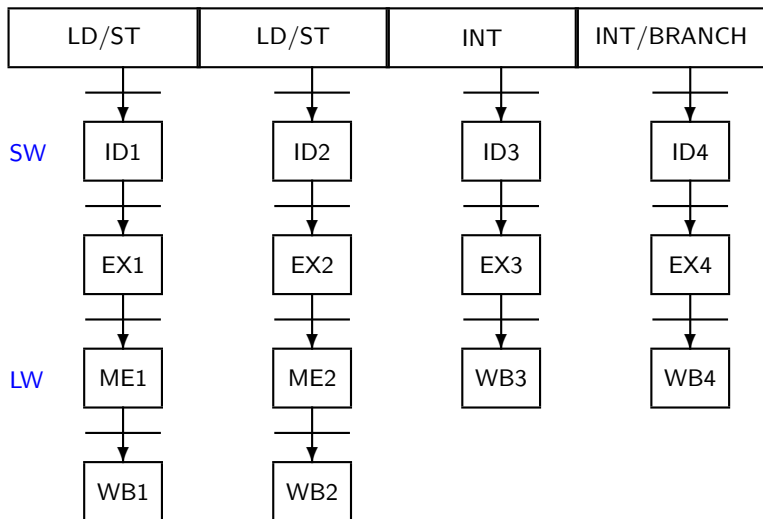 LD/ST LD/ST INT INT/BRANCH
SW ID1 ID2 ID3 ID4
EX1 EX2 EX3 EX4
LW ME1 ME2 WB3 WB4
WB1 WB2